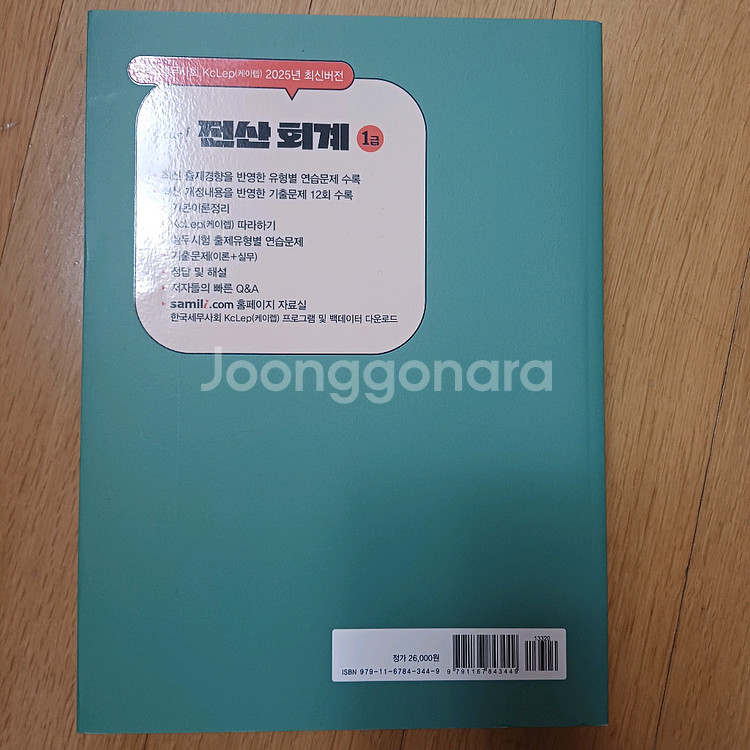 KcLep(케이렙) 2025년 최신버전
전산 회계 1급
최신 출제경향을 반영한 유형별 연습문제 수록
개정내용을 반영한 기출문제 12회 수록
기본이론정리
KcLep(케이렙) 따라하기
실무시험 출제유형별 연습문제
기출문제(이론+실무)
정답 및 해설
저자들의 빠른 Q&A
samili.com 홈페이지 자료실
한국세무사회 KcLep(케이렙) 프로그램 및 백데이터 다운로드
Joonggonara
13320
정가 26,000원
ISBN 979-11-6784-344-9
9 791167 843449